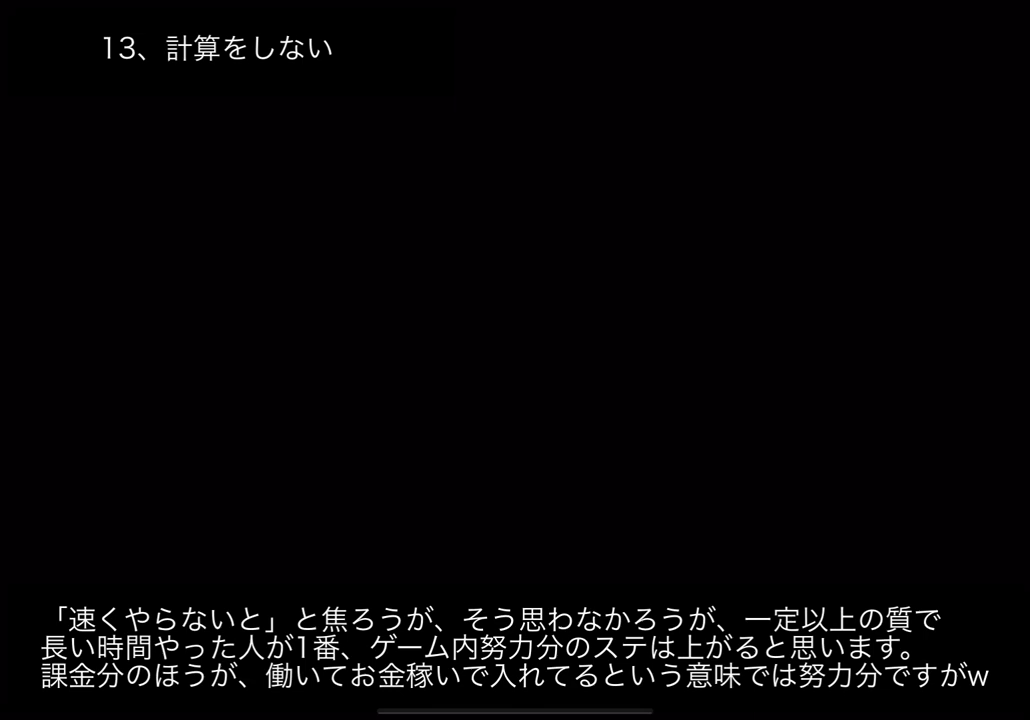 13、計算をしない
「速くやらないと」と焦ろうが、そう思わなかろうが、一定以上の質で
長い時間やった人が1番、ゲーム内努力分のステは上がると思います。
課金分のほうが、働いてお金稼いで入れてるという意味では努力分ですがw